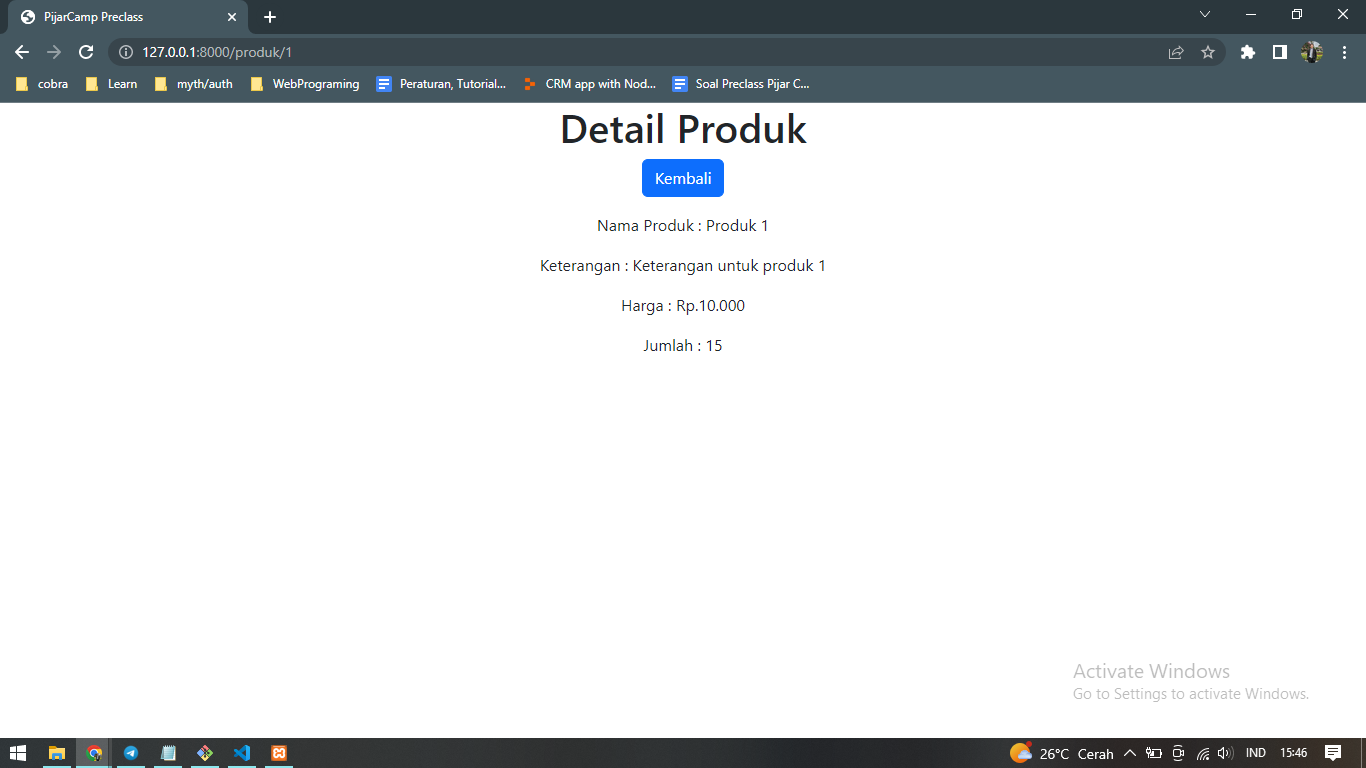 PijarCamp Preclass
127.0.0.1:8000/produk/1
cobra Learn myth/auth WebPrograming Peraturan, Tutorial... CRM app with Nod... Soal Preclass Pijar C...
Detail Produk
Kembali
Nama Produk : Produk 1
Keterangan : Keterangan untuk produk 1
Harga : Rp.10.000
Jumlah : 15
Activate Windows
Go to Settings to activate Windows.
26°C Cerah IND 15:46